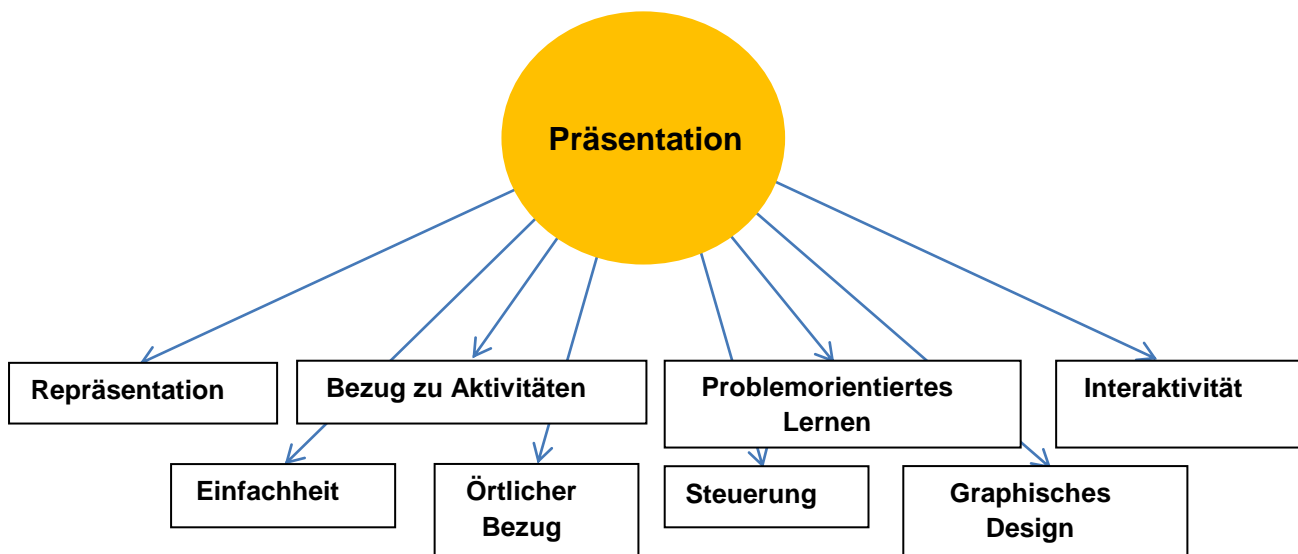 Präsentation
Repräsentation
Bezug zu Aktivitäten
Problemorientiertes
Lernen
Interaktivität
Einfachheit
Örtlicher
Bezug
Steuerung
Graphisches
Design